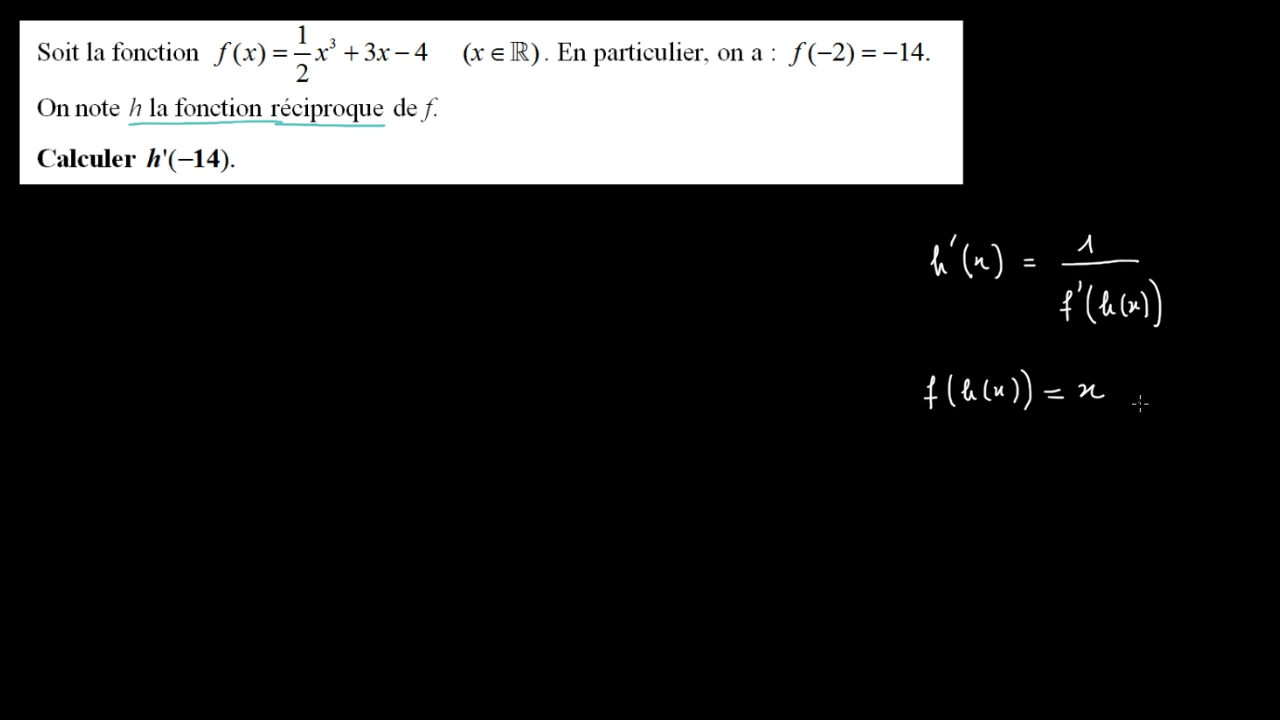 Soit la fonction f(x) = 1/2 x³ + 3x − 4 (x ∈ ℝ). En particulier, on a : f(−2) = −14.
On note h la fonction réciproque de f.
Calculer h'(−14).
h'(x) = 1 / f'(h(x))
f(h(x)) = x